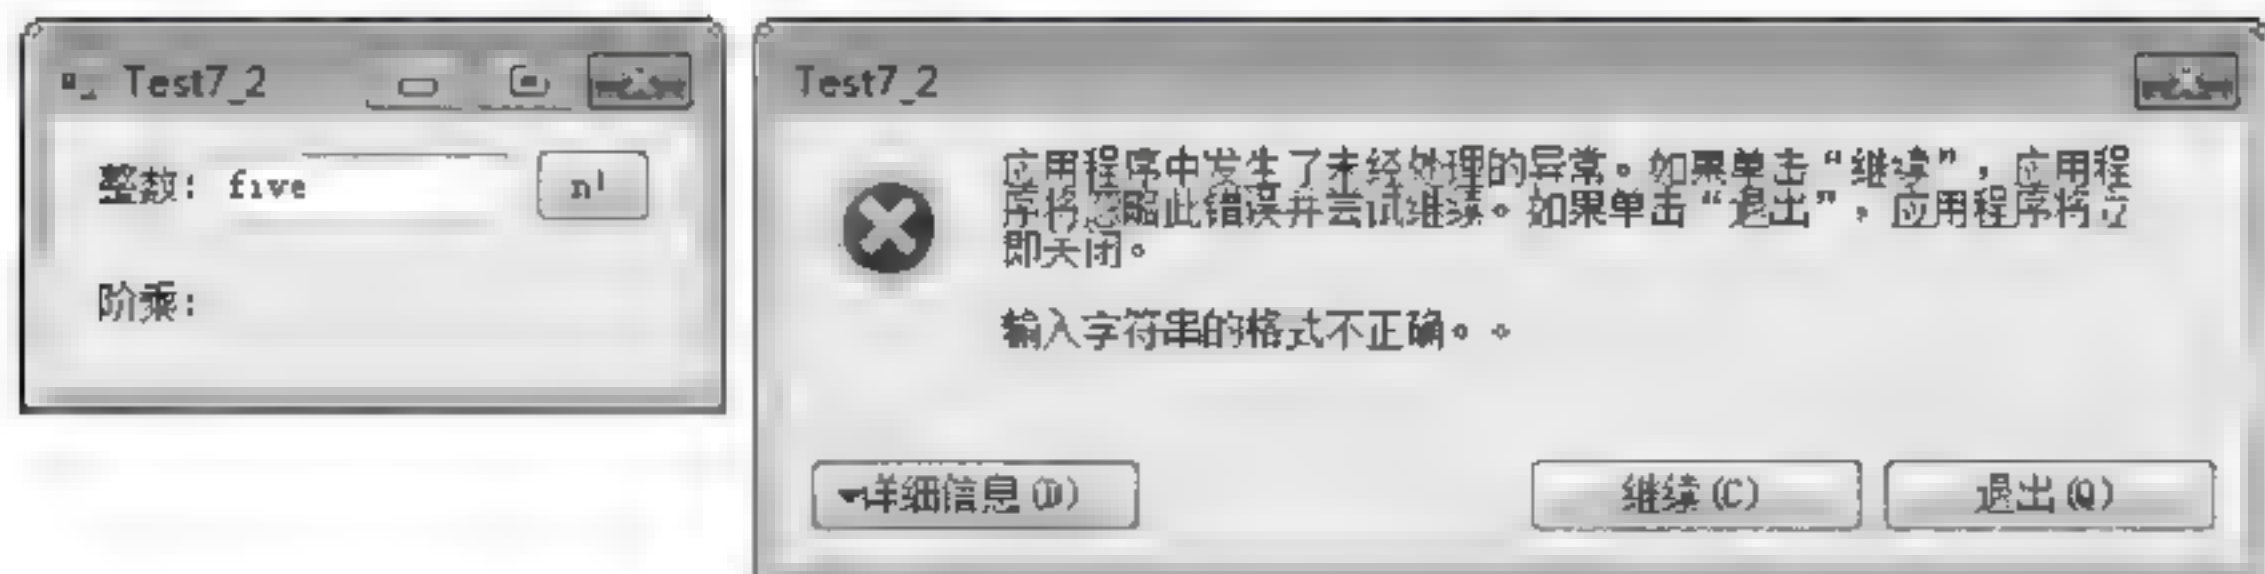 Test7_2
整数: five
n!
阶乘:
Test7_2
应用程序中发生了未经处理的异常。如果单击“继续”，应用程
序将忽略此错误并尝试继续。如果单击“退出”，应用程序将立
即关闭。
输入字符串的格式不正确。。
详细信息(D)
继续(C)
退出(Q)